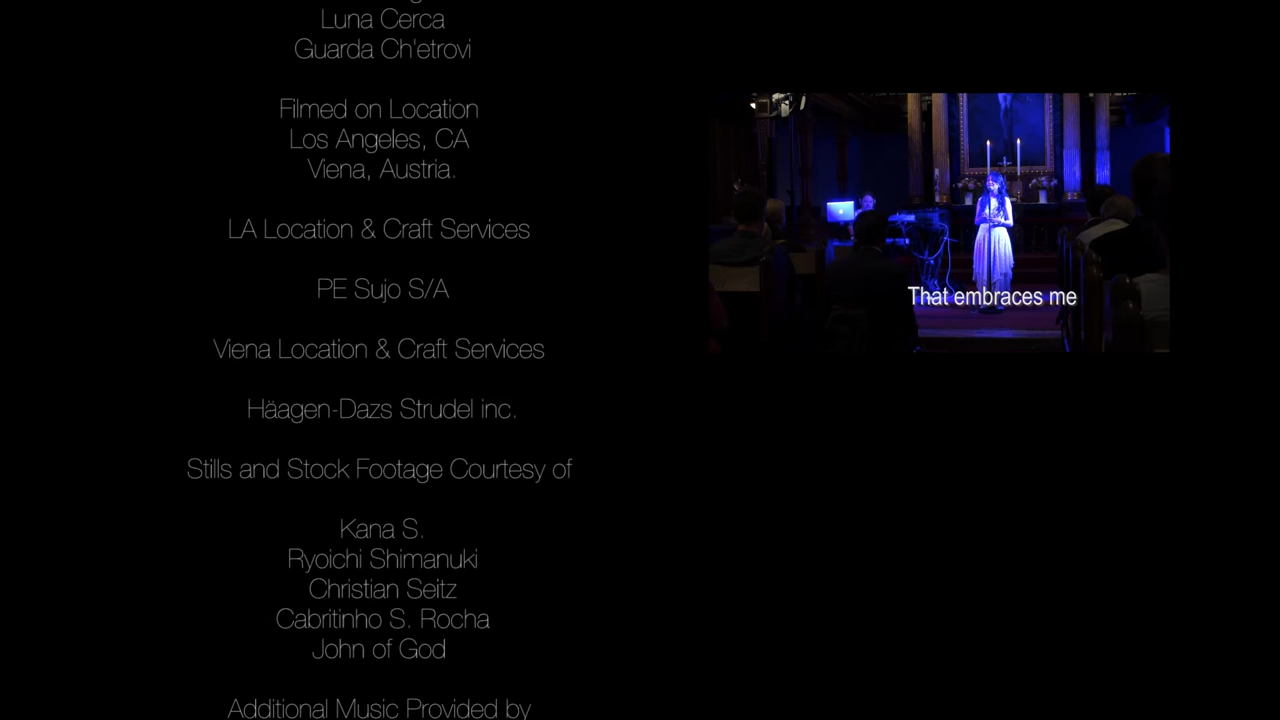 Luna Cerca
Guarda Ch'etrovi
Filmed on Location
Los Angeles, CA
Viena, Austria.
LA Location & Craft Services
PE Sujo S/A
Viena Location & Craft Services
Häagen-Dazs Strudel inc.
Stills and Stock Footage Courtesy of
Kana S.
Ryoichi Shimanuki
Christian Seitz
Cabritinho S. Rocha
John of God
Additional Music Provided by
That embraces me